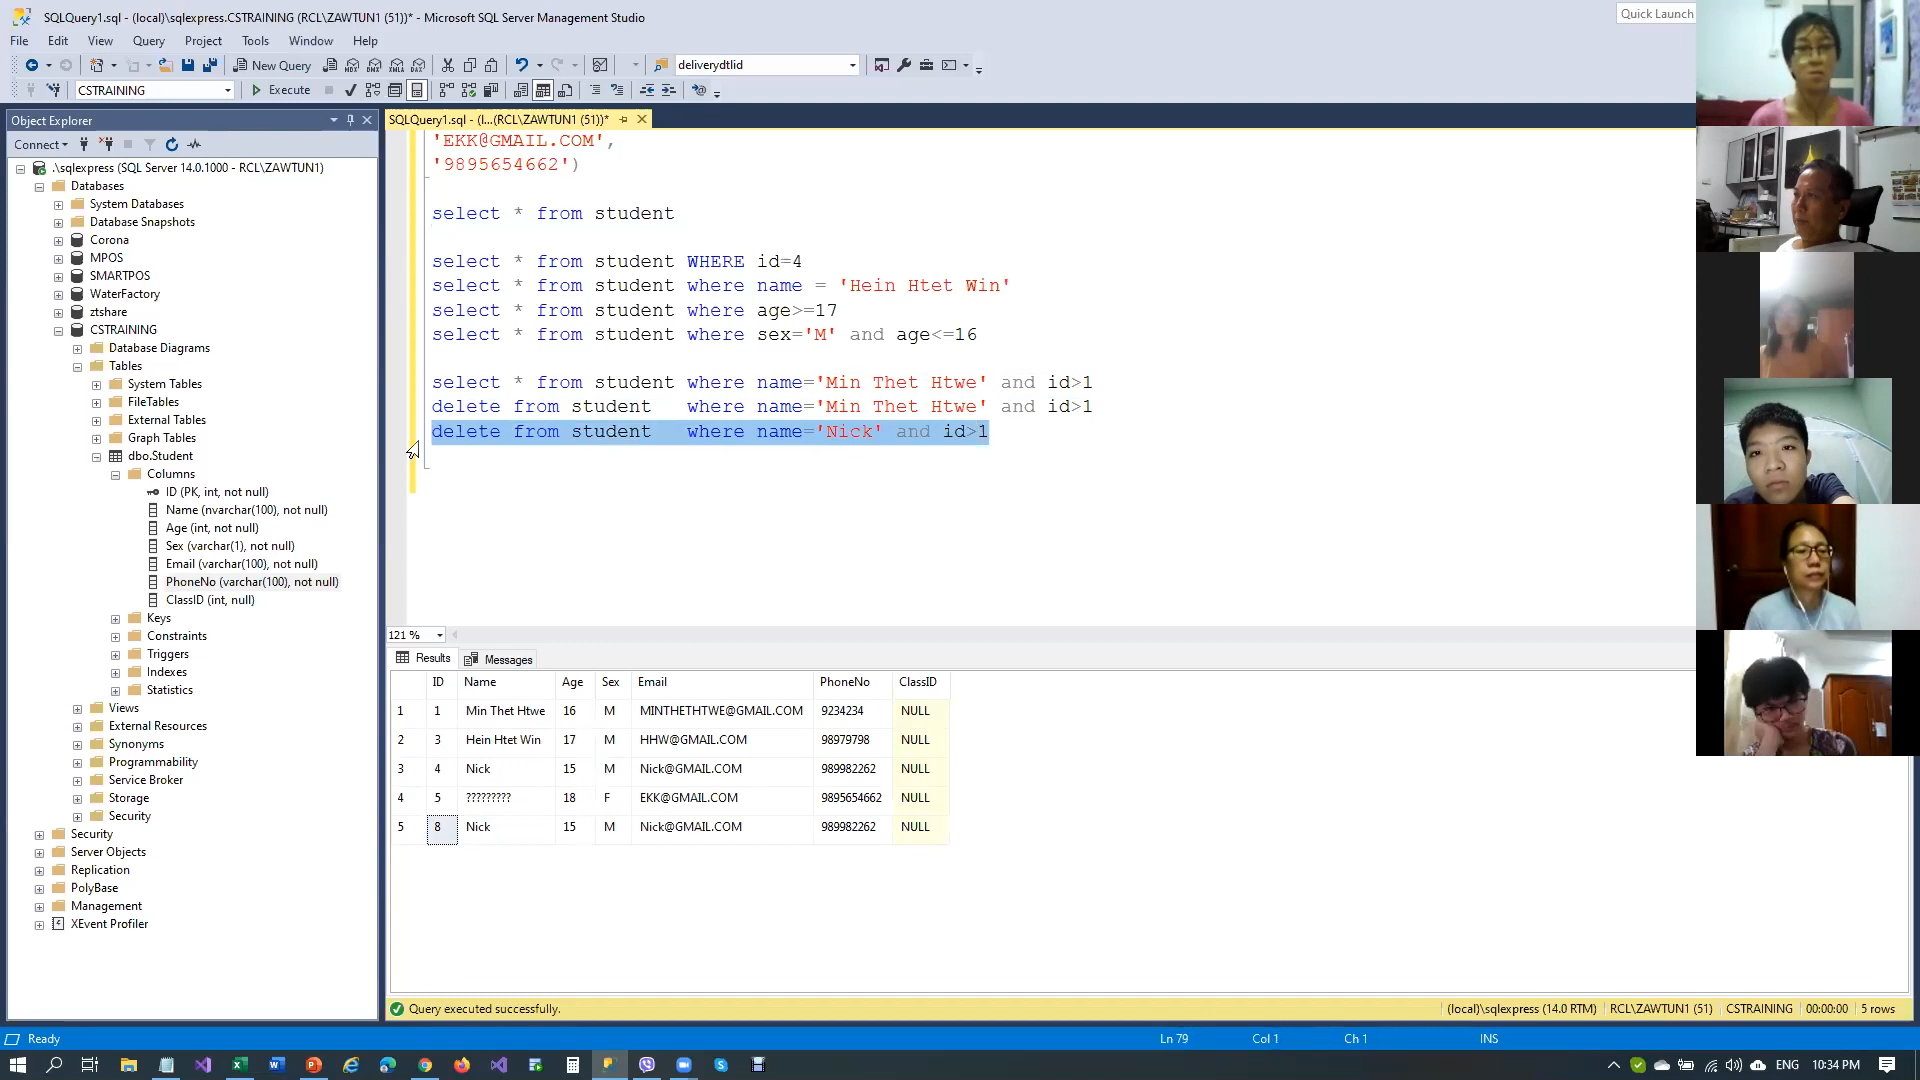 SQLQuery1.sql - (local)\sqlexpress.CSTRAINING (RCL\ZAWTUN1 (51))* - Microsoft SQL Server Management Studio
Quick Launch
File Edit View Query Project Tools Window Help
New Query
deliverydtlid
CSTRAINING
Execute
Object Explorer
SQLQuery1.sql - (l...(RCL\ZAWTUN1 (51))*
Connect
.\sqlexpress (SQL Server 14.0.1000 - RCL\ZAWTUN1)
Databases
System Databases
Database Snapshots
Corona
MPOS
SMARTPOS
WaterFactory
ztshare
CSTRAINING
Database Diagrams
Tables
System Tables
FileTables
External Tables
Graph Tables
dbo.Student
Columns
ID (PK, int, not null)
Name (nvarchar(100), not null)
Age (int, not null)
Sex (varchar(1), not null)
Email (varchar(100), not null)
PhoneNo (varchar(100), not null)
ClassID (int, null)
Keys
Constraints
Triggers
Indexes
Statistics
Views
External Resources
Synonyms
Programmability
Service Broker
Storage
Security
Security
Server Objects
Replication
PolyBase
Management
XEvent Profiler
'EKK@GMAIL.COM',
'9895654662')
select * from student
select * from student WHERE id=4
select * from student where name = 'Hein Htet Win'
select * from student where age>=17
select * from student where sex='M' and age<=16
select * from student where name='Min Thet Htwe' and id>1
delete from student where name='Min Thet Htwe' and id>1
delete from student where name='Nick' and id>1
121 %
Results Messages
ID Name Age Sex Email PhoneNo ClassID
1 1 Min Thet Htwe 16 M MINTHETHTWE@GMAIL.COM 9234234 NULL
2 3 Hein Htet Win 17 M HHW@GMAIL.COM 98979798 NULL
3 4 Nick 15 M Nick@GMAIL.COM 989982262 NULL
4 5 ????????? 18 F EKK@GMAIL.COM 9895654662 NULL
5 8 Nick 15 M Nick@GMAIL.COM 989982262 NULL
Query executed successfully.
(local)\sqlexpress (14.0 RTM) RCL\ZAWTUN1 (51) CSTRAINING 00:00:00 5 rows
Ready
Ln 79 Col 1 Ch 1 INS
ENG 10:34 PM